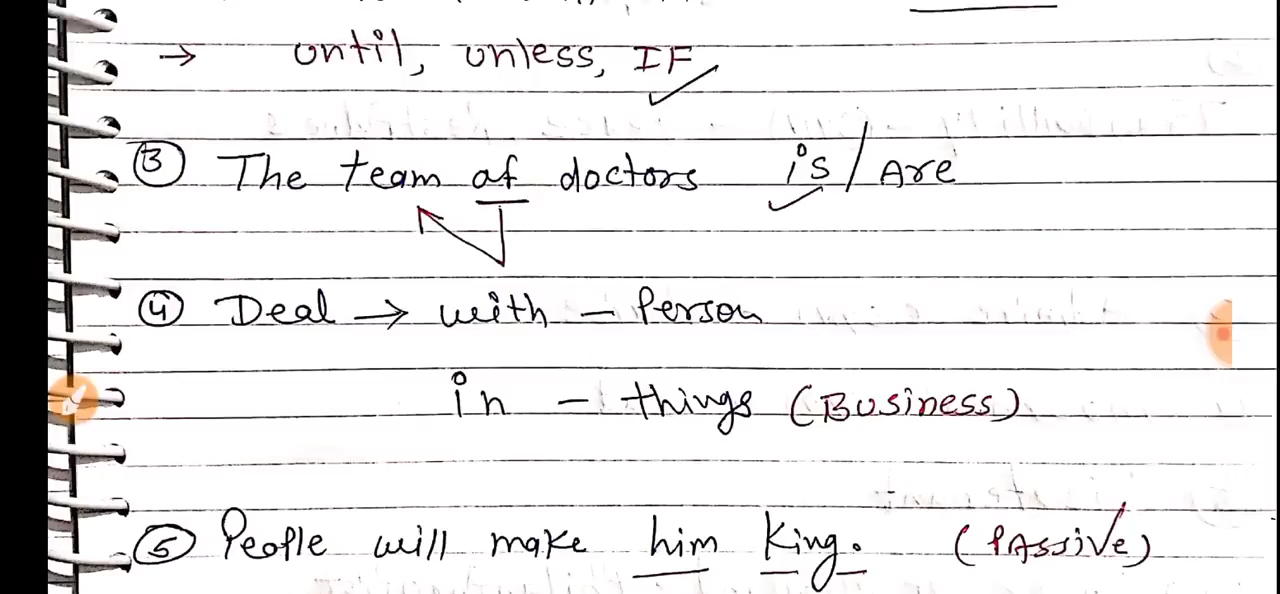 → until, unless, IF
③ The team of doctors is/Are
④ Deal → with - Person
in - things (Business)
⑤ People will make him King. (PAssive)